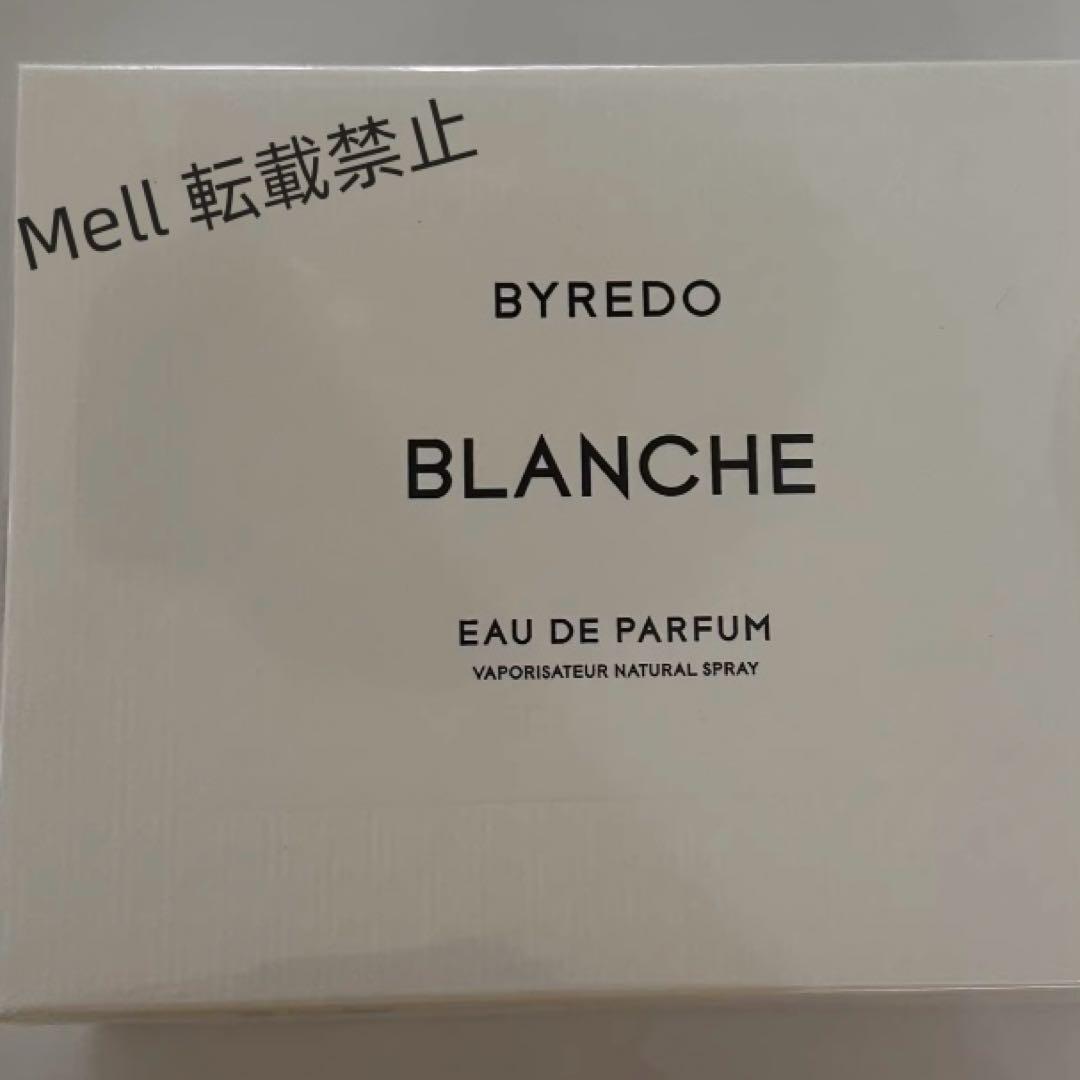 Mell 転載禁止
BYREDO
BLANCHE
EAU DE PARFUM
VAPORISATEUR NATURAL SPRAY